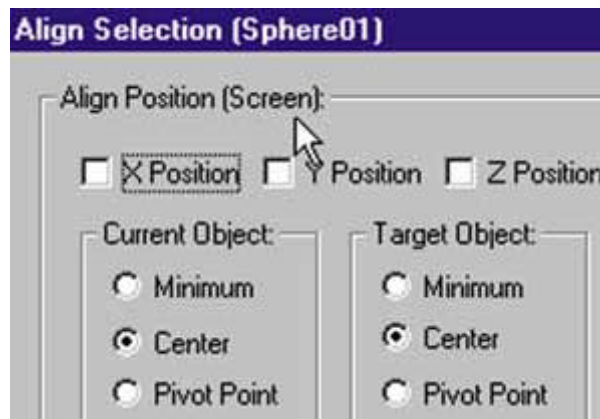 Align Selection (Sphere01)
Align Position (Screen):
X Position Y Position Z Position
Current Object: Target Object:
Minimum Minimum
Center Center
Pivot Point Pivot Point